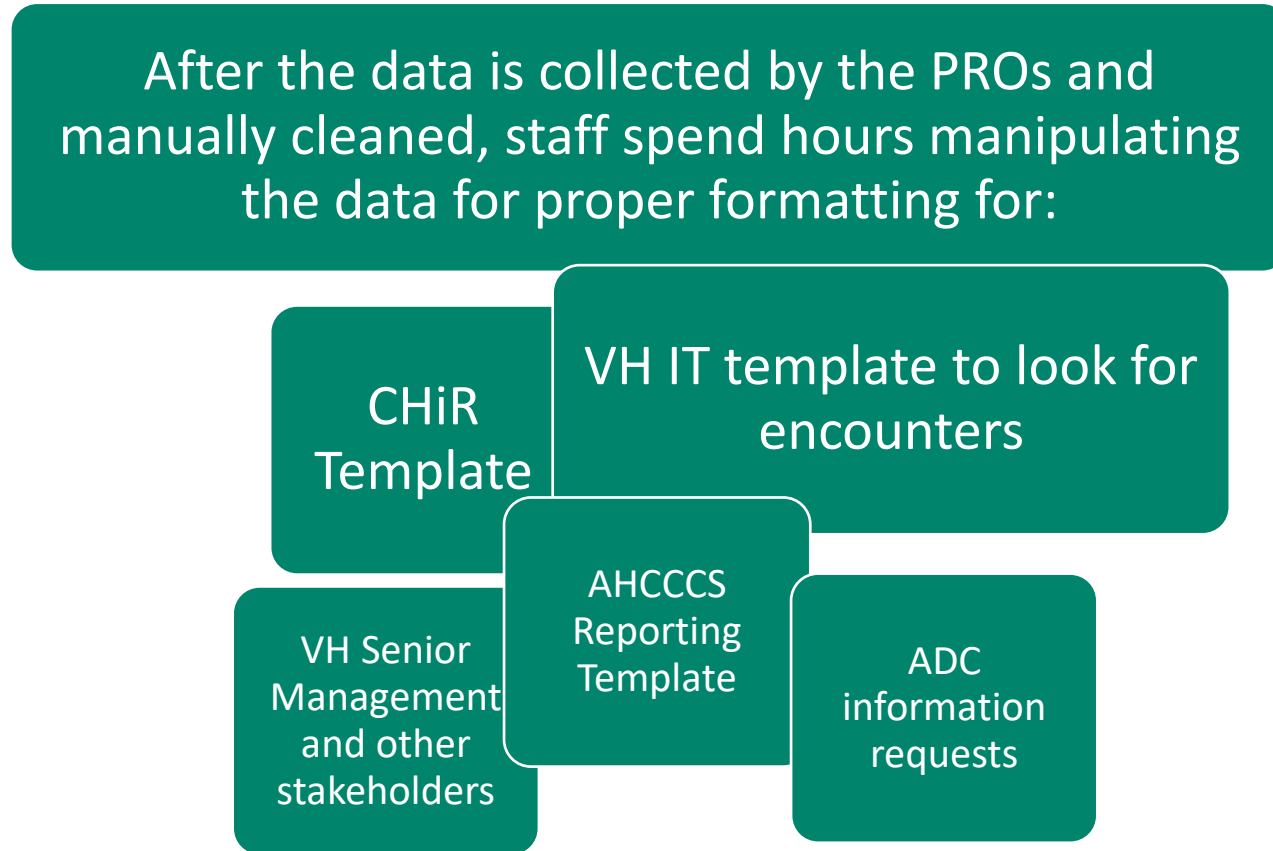 After the data is collected by the PROs and
manually cleaned, staff spend hours manipulating
the data for proper formatting for:
CHiR
Template
VH IT template to look for
encounters
VH Senior
Management
and other
stakeholders
AHCCCS
Reporting
Template
ADC
information
requests